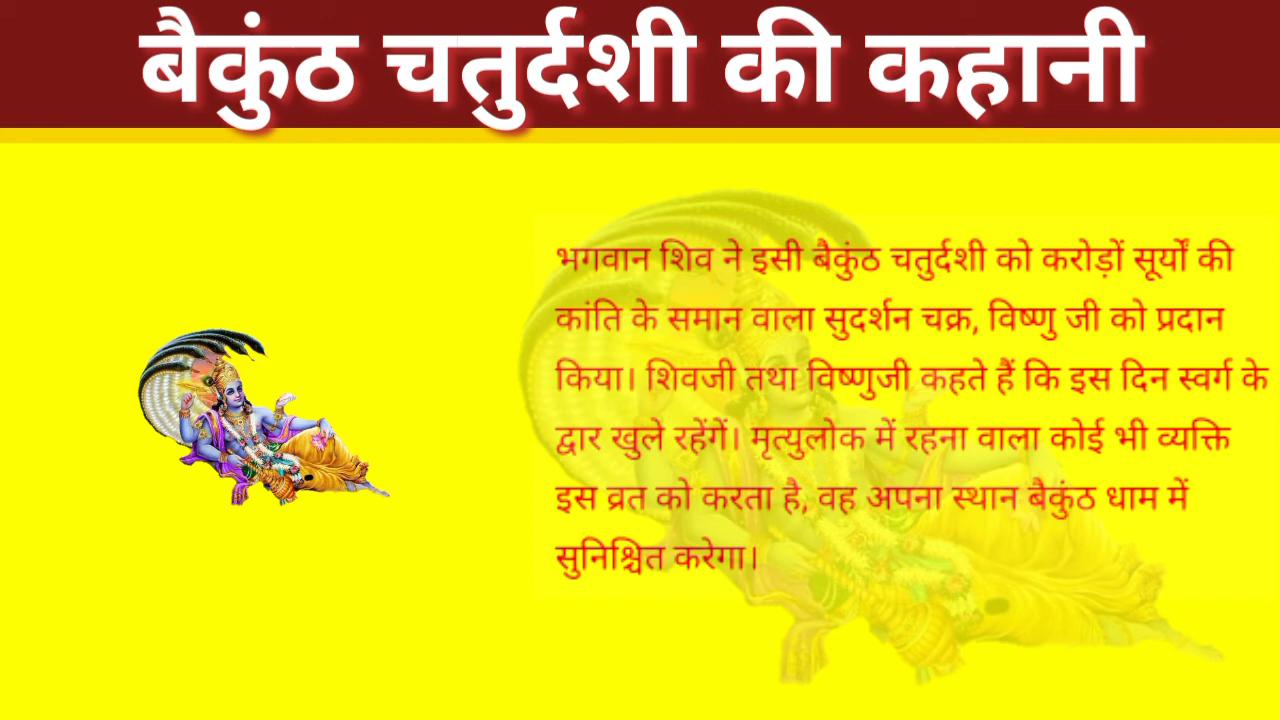 बैकुंठ चतुर्दशी की कहानी
भगवान शिव ने इसी बैकुंठ चतुर्दशी को करोड़ों सूर्यों की
कांति के समान वाला सुदर्शन चक्र, विष्णु जी को प्रदान
किया। शिवजी तथा विष्णुजी कहते हैं कि इस दिन स्वर्ग के
द्वार खुले रहेंगें। मृत्युलोक में रहना वाला कोई भी व्यक्ति
इस व्रत को करता है, वह अपना स्थान बैकुंठ धाम में
सुनिश्चित करेगा।